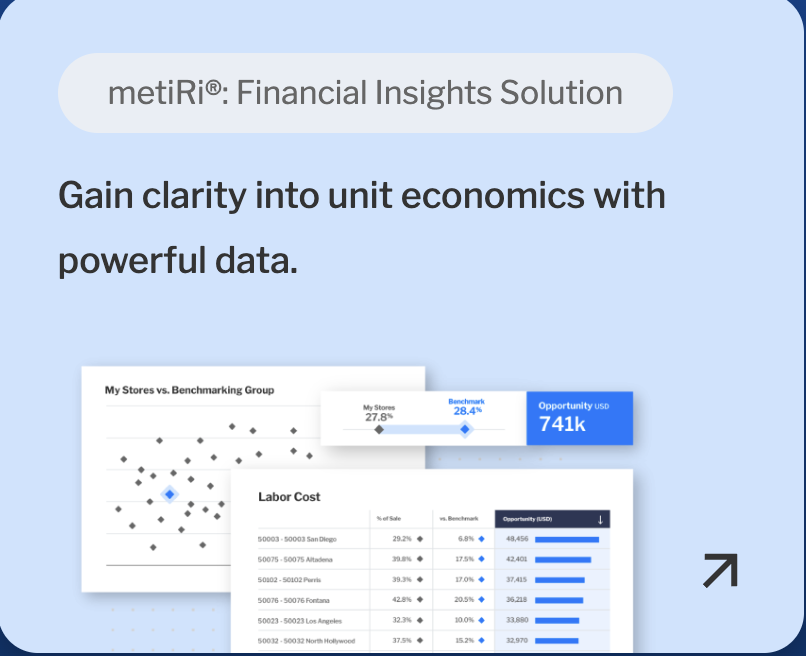 metiRi®: Financial Insights Solution
Gain clarity into unit economics with
powerful data.
My Stores vs. Benchmarking Group
My Stores
27.8%
Benchmark
28.4%
Opportunity USD
741k
Labor Cost
% of Sale vs. Benchmark Opportunity (USD) ↓
50003 - 50003 San Diego 29.2% 6.8% 48,456
50075 - 50075 Altadena 39.8% 17.5% 42,401
50102 - 50102 Perris 39.3% 17.0% 37,415
50076 - 50076 Fontana 42.8% 20.5% 36,218
50023 - 50023 Los Angeles 32.3% 10.0% 33,880
50032 - 50032 North Hollywood 37.5% 15.2% 32,970